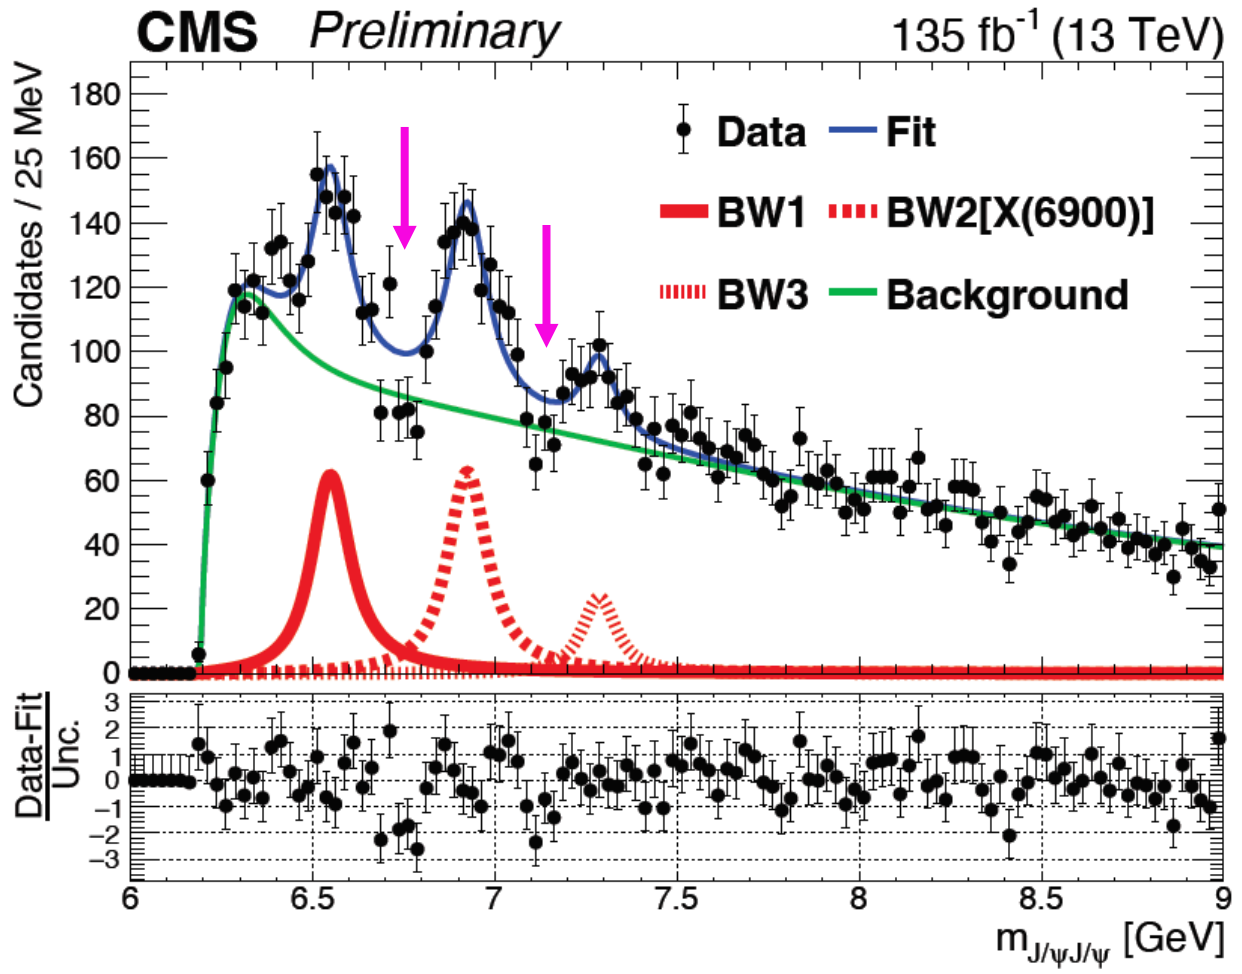 CMS Preliminary 135 fb⁻¹ (13 TeV)
Candidates / 25 MeV
180
160
140
120
100
80
60
40
20
0
Data Fit
BW1 BW2[X(6900)]
BW3 Background
Data-Fit
Unc.
3
2
1
0
−1
−2
−3
6 6.5 7 7.5 8 8.5 9
m_J/ψJ/ψ [GeV]